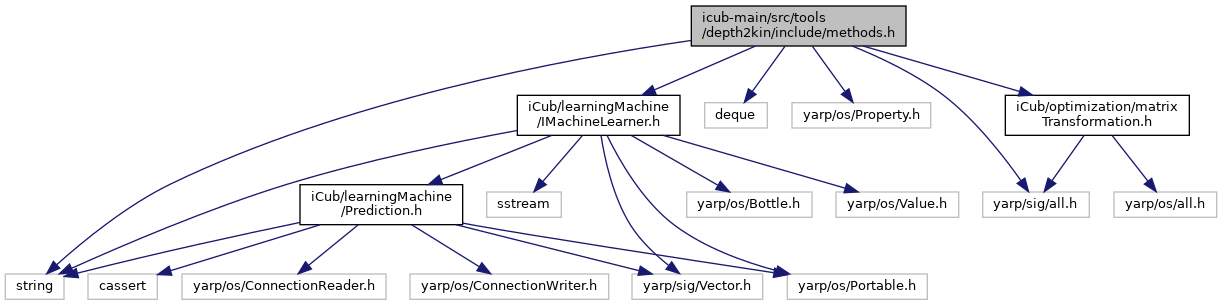 icub-main/src/tools
/depth2kin/include/methods.h
iCub/learningMachine
/IMachineLearner.h
deque
yarp/os/Property.h
iCub/optimization/matrix
Transformation.h
iCub/learningMachine
/Prediction.h
sstream
yarp/os/Bottle.h
yarp/os/Value.h
yarp/sig/all.h
yarp/os/all.h
string
cassert
yarp/os/ConnectionReader.h
yarp/os/ConnectionWriter.h
yarp/sig/Vector.h
yarp/os/Portable.h